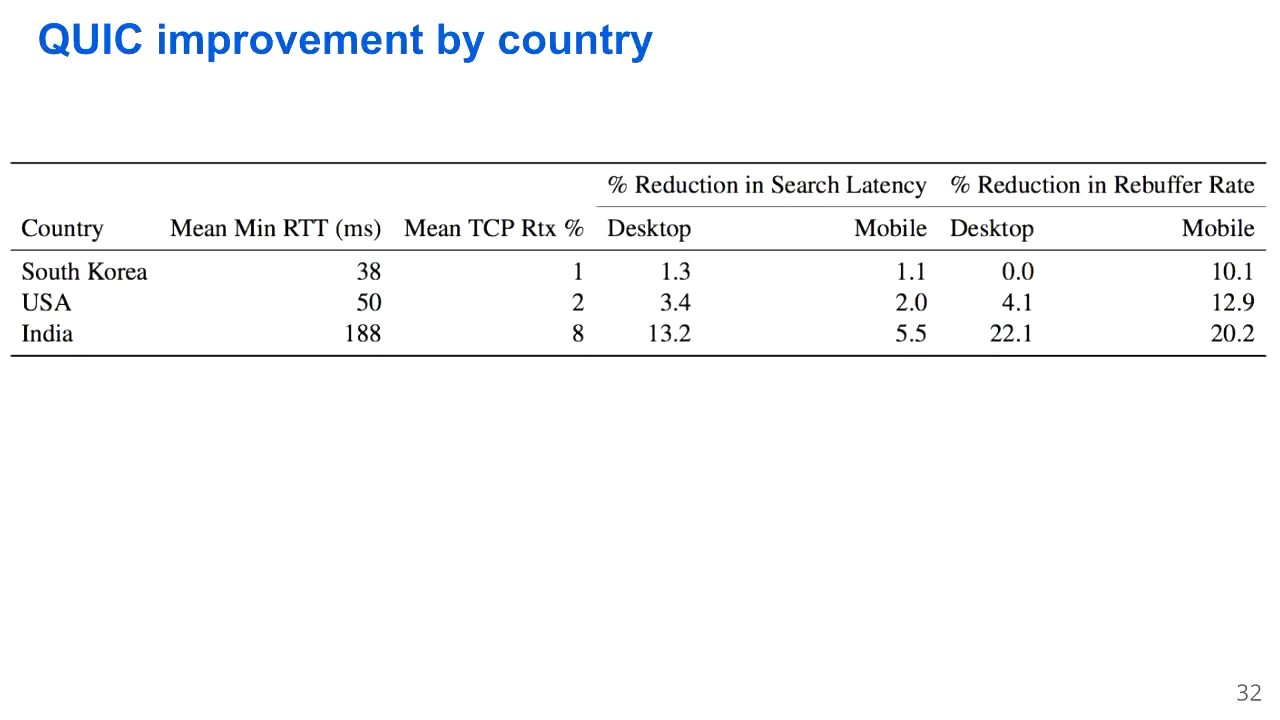 QUIC improvement by country
% Reduction in Search Latency % Reduction in Rebuffer Rate
Country Mean Min RTT (ms) Mean TCP Rtx % Desktop Mobile Desktop Mobile
South Korea 38 1 1.3 1.1 0.0 10.1
USA 50 2 3.4 2.0 4.1 12.9
India 188 8 13.2 5.5 22.1 20.2
32